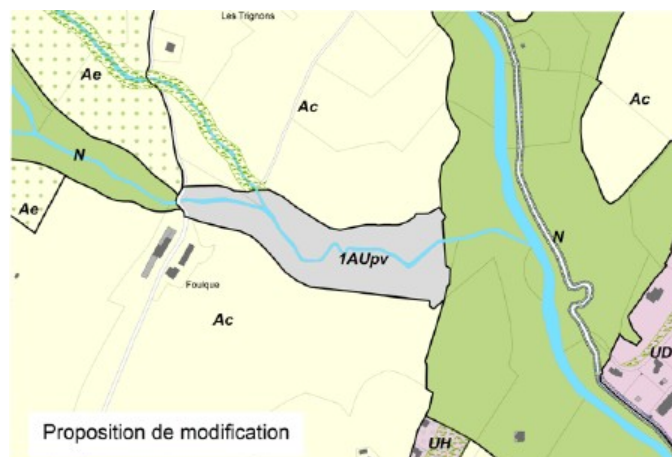 Les Trignons
Ae
Ac
Ac
N
Ae
N
1AUpv
Foulque
Ac
UD
Proposition de modification
UH